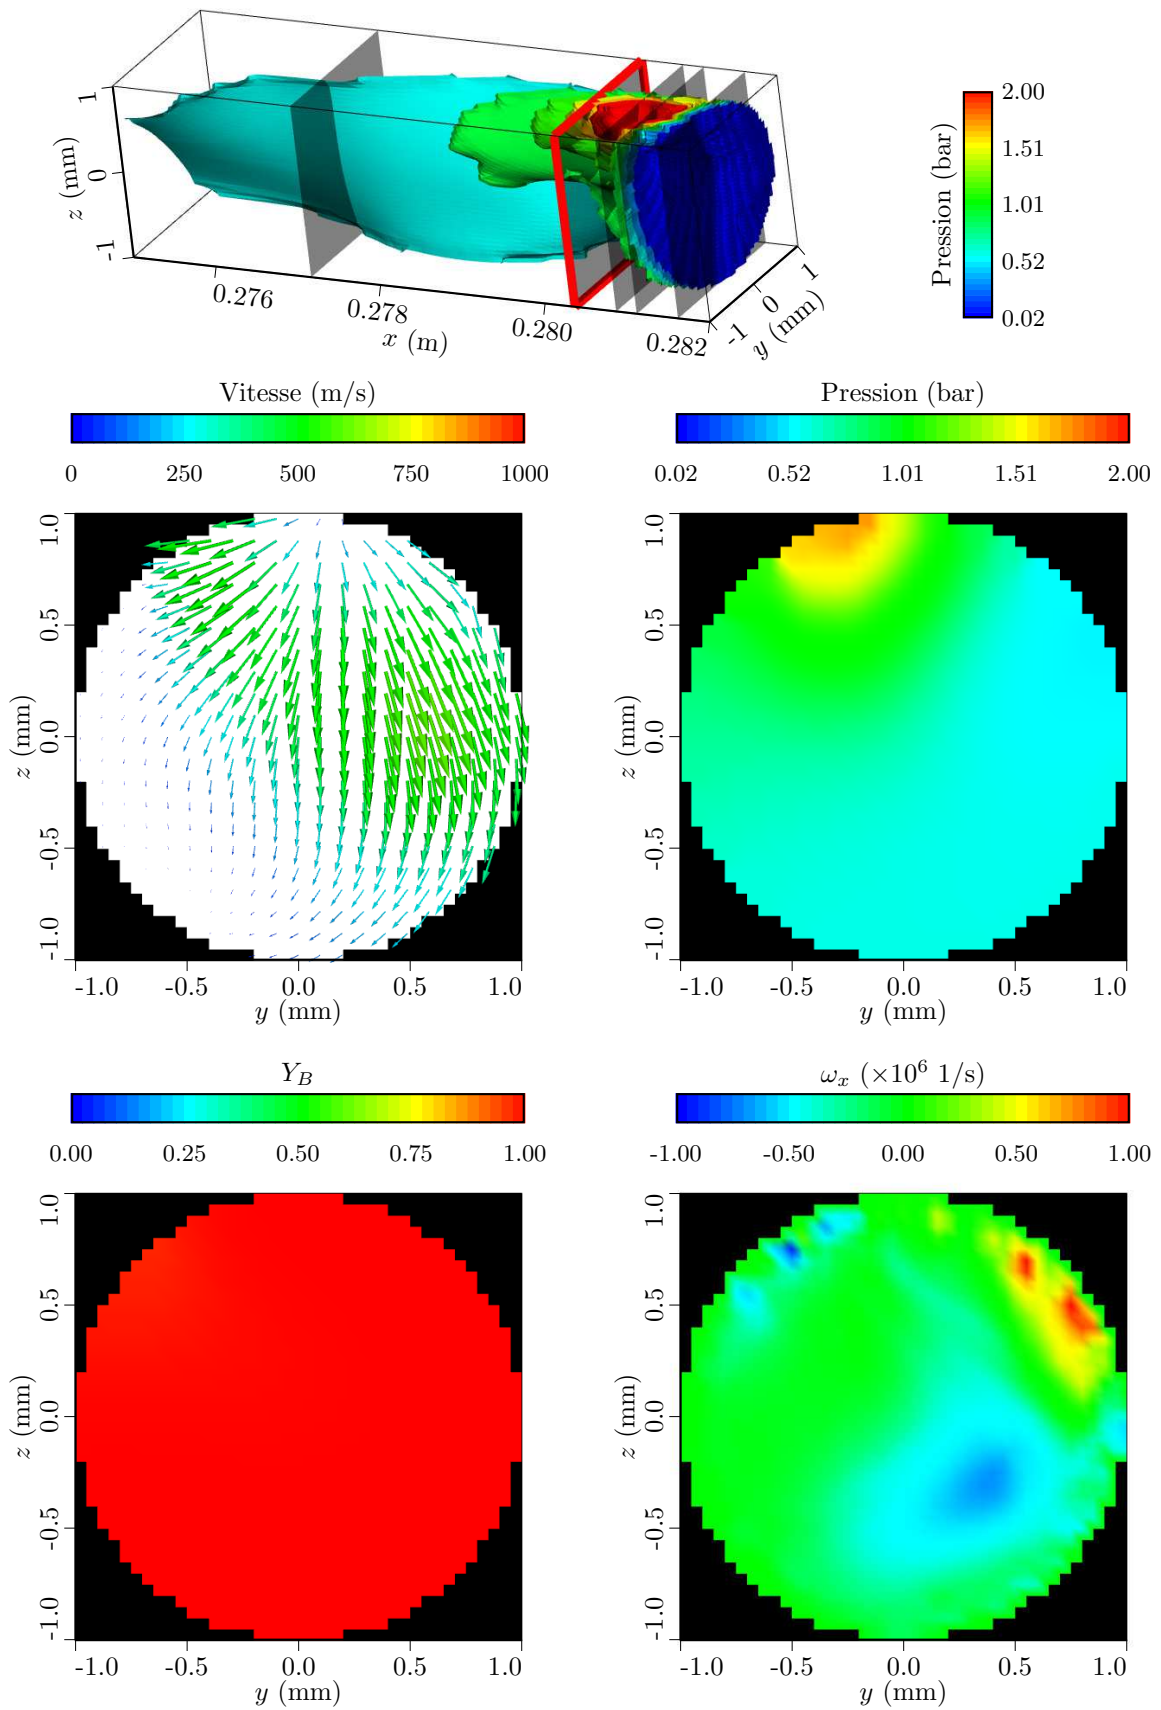 1
0
-1
z (mm)
0.276
0.278
0.280
0.282
x (m)
-1
0
1
y (mm)
Pression (bar)
2.00
1.51
1.01
0.52
0.02
Vitesse (m/s)
0 250 500 750 1000
1.0
0.5
0.0
-0.5
-1.0
z (mm)
-1.0 -0.5 0.0 0.5 1.0
y (mm)
Pression (bar)
0.02 0.52 1.01 1.51 2.00
1.0
0.5
0.0
-0.5
-1.0
z (mm)
-1.0 -0.5 0.0 0.5 1.0
y (mm)
Y_B
0.00 0.25 0.50 0.75 1.00
1.0
0.5
0.0
-0.5
-1.0
z (mm)
-1.0 -0.5 0.0 0.5 1.0
y (mm)
ω_x (×10⁶ 1/s)
-1.00 -0.50 0.00 0.50 1.00
1.0
0.5
0.0
-0.5
-1.0
z (mm)
-1.0 -0.5 0.0 0.5 1.0
y (mm)